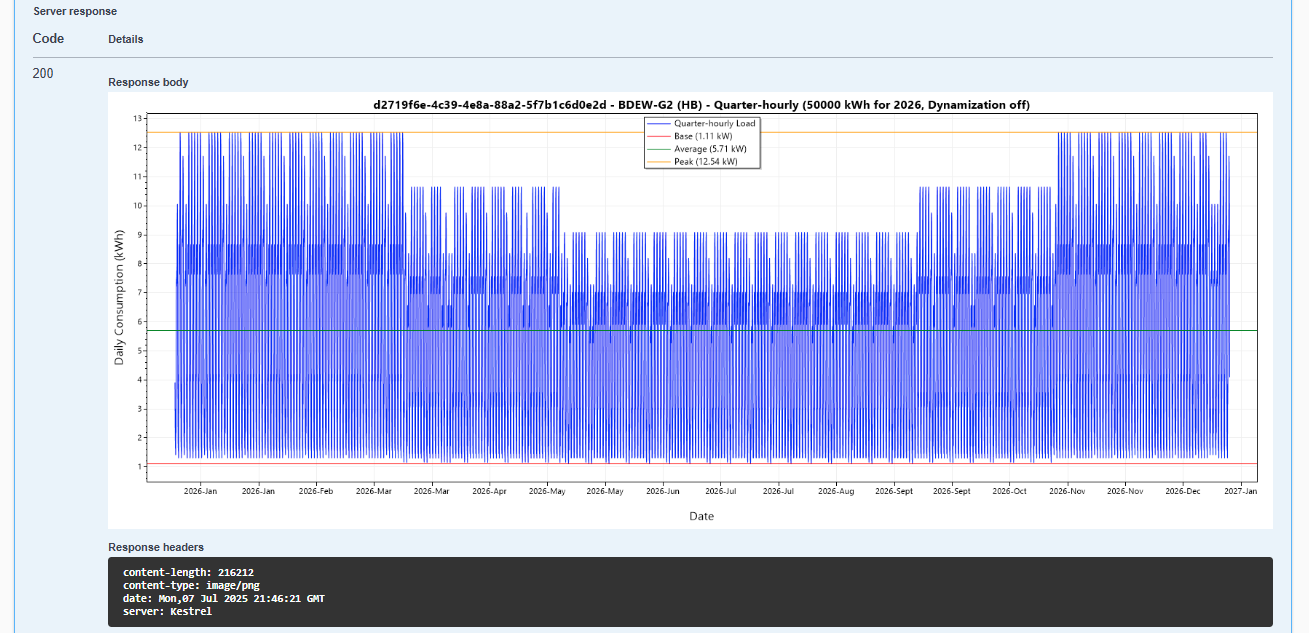 Server response
Code Details
200
Response body
d2719f6e-4c39-4e8a-88a2-5f7b1c6d0e2d - BDEW-G2 (HB) - Quarter-hourly (50000 kWh for 2026, Dynamization off)
Quarter-hourly Load
Base (1.11 kW)
Average (5.71 kW)
Peak (12.54 kW)
Daily Consumption (kWh)
13
12
11
10
9
8
7
6
5
4
3
2
1
2026-Jan 2026-Jan 2026-Feb 2026-Mar 2026-Mar 2026-Apr 2026-May 2026-May 2026-Jun 2026-Jul 2026-Jul 2026-Aug 2026-Sept 2026-Sept 2026-Oct 2026-Nov 2026-Nov 2026-Dec 2027-Jan
Date
Response headers
content-length: 216212
content-type: image/png
date: Mon,07 Jul 2025 21:46:21 GMT
server: Kestrel